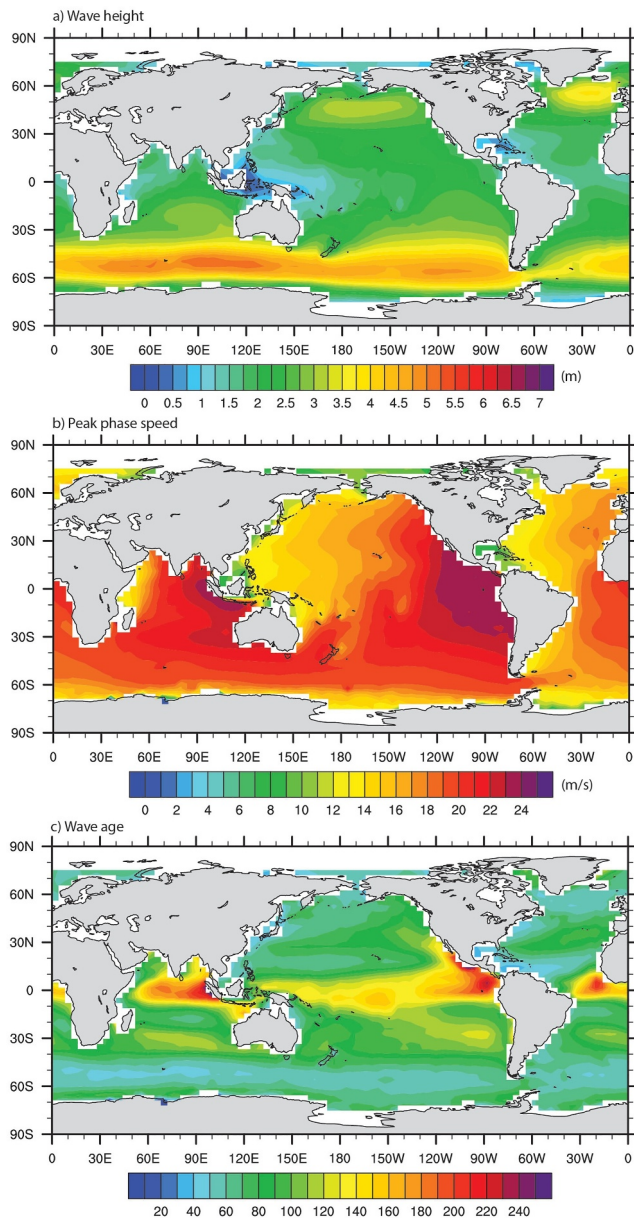 a) Wave height
90N
60N
30N
0
30S
60S
90S
0 30E 60E 90E 120E 150E 180 150W 120W 90W 60W 30W 0
0 0.5 1 1.5 2 2.5 3 3.5 4 4.5 5 5.5 6 6.5 7 (m)
b) Peak phase speed
90N
60N
30N
0
30S
60S
90S
0 30E 60E 90E 120E 150E 180 150W 120W 90W 60W 30W 0
0 2 4 6 8 10 12 14 16 18 20 22 24 (m/s)
c) Wave age
90N
60N
30N
0
30S
60S
90S
0 30E 60E 90E 120E 150E 180 150W 120W 90W 60W 30W 0
20 40 60 80 100 120 140 160 180 200 220 240